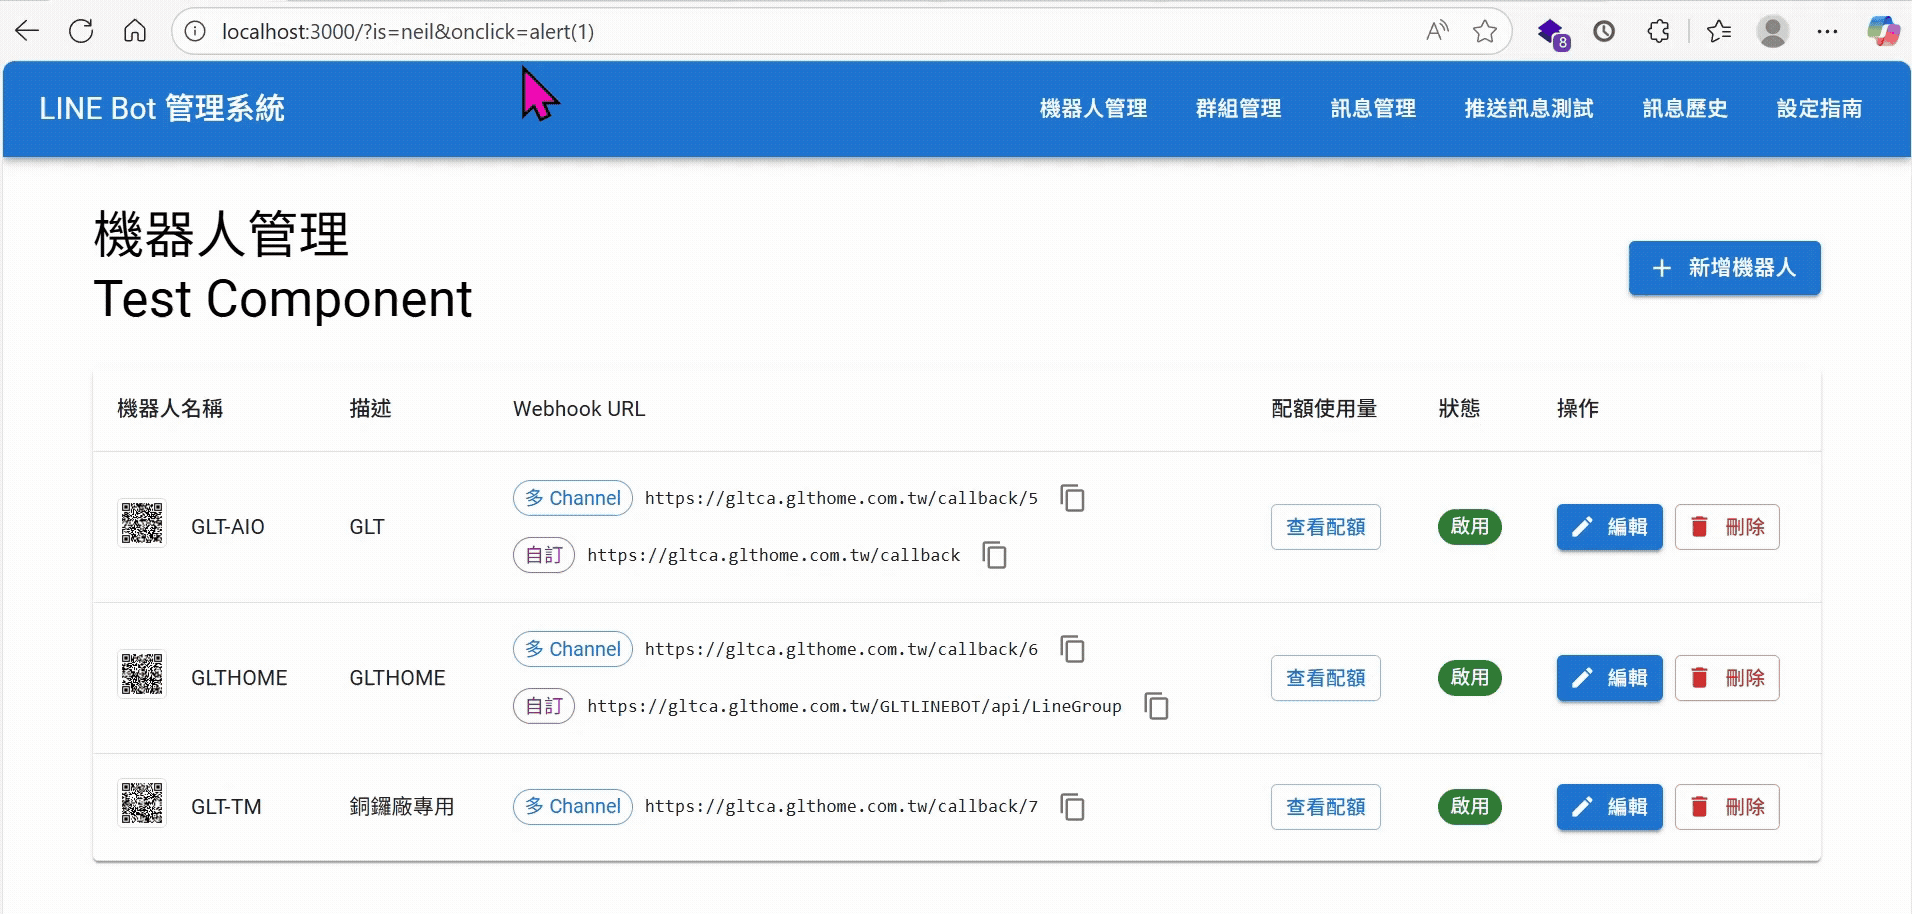 localhost:3000/?is=neil&onclick=alert(1)
8
LINE Bot 管理系統
機器人管理 群組管理 訊息管理 推送訊息測試 訊息歷史 設定指南
機器人管理
Test Component
新增機器人
機器人名稱 描述 Webhook URL 配額使用量 狀態 操作
多 Channel https://gltca.glthome.com.tw/callback/5
GLT-AIO GLT 查看配額 啟用 編輯 刪除
自訂 https://gltca.glthome.com.tw/callback
多 Channel https://gltca.glthome.com.tw/callback/6
GLTHOME GLTHOME 查看配額 啟用 編輯 刪除
自訂 https://gltca.glthome.com.tw/GLTLINEBOT/api/LineGroup
GLT-TM 銅鑼廠專用 多 Channel https://gltca.glthome.com.tw/callback/7 查看配額 啟用 編輯 刪除